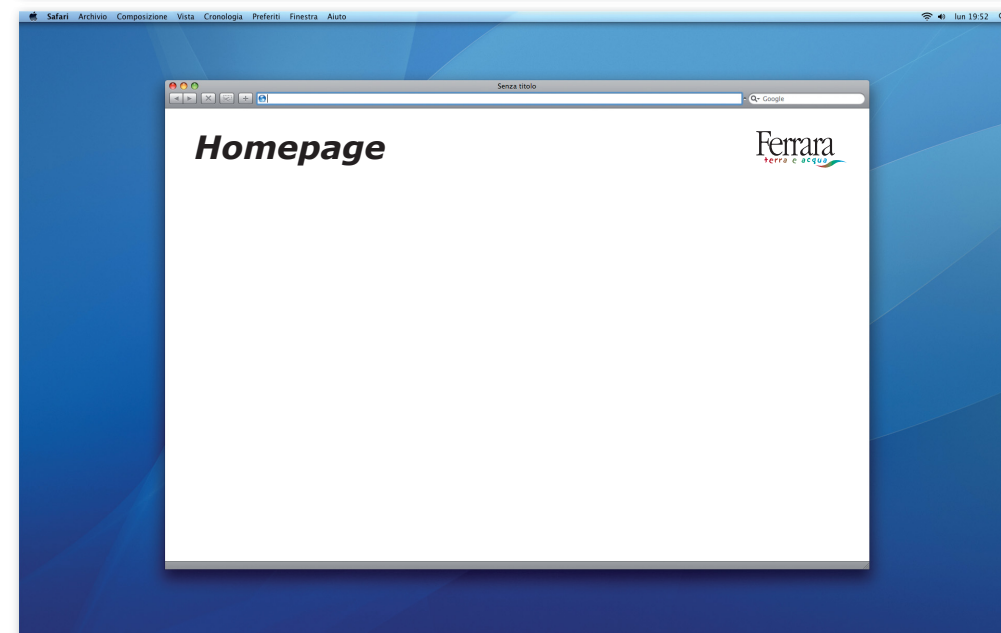 Safari Archivio Composizione Vista Cronologia Preferiti Finestra Aiuto lun 19:52
Senza titolo
Google
Homepage
Ferrara
terra e acqua